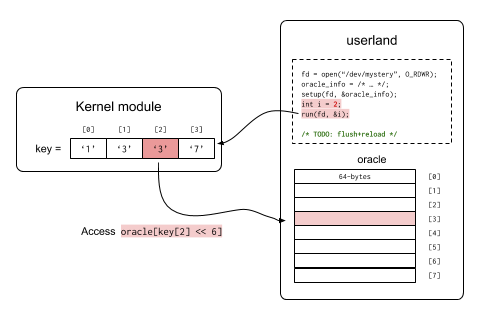 userland
fd = open("/dev/mystery", O_RDWR);
oracle_info = /* … */;
setup(fd, &oracle_info);
int i = 2;
run(fd, &i);
/* TODO: flush+reload */
Kernel module
[0] [1] [2] [3]
key = ‘1’ ‘3’ ‘3’ ‘7’
oracle
64-bytes [0]
[1]
[2]
[3]
[4]
[5]
[6]
[7]
Access oracle[key[2] << 6]